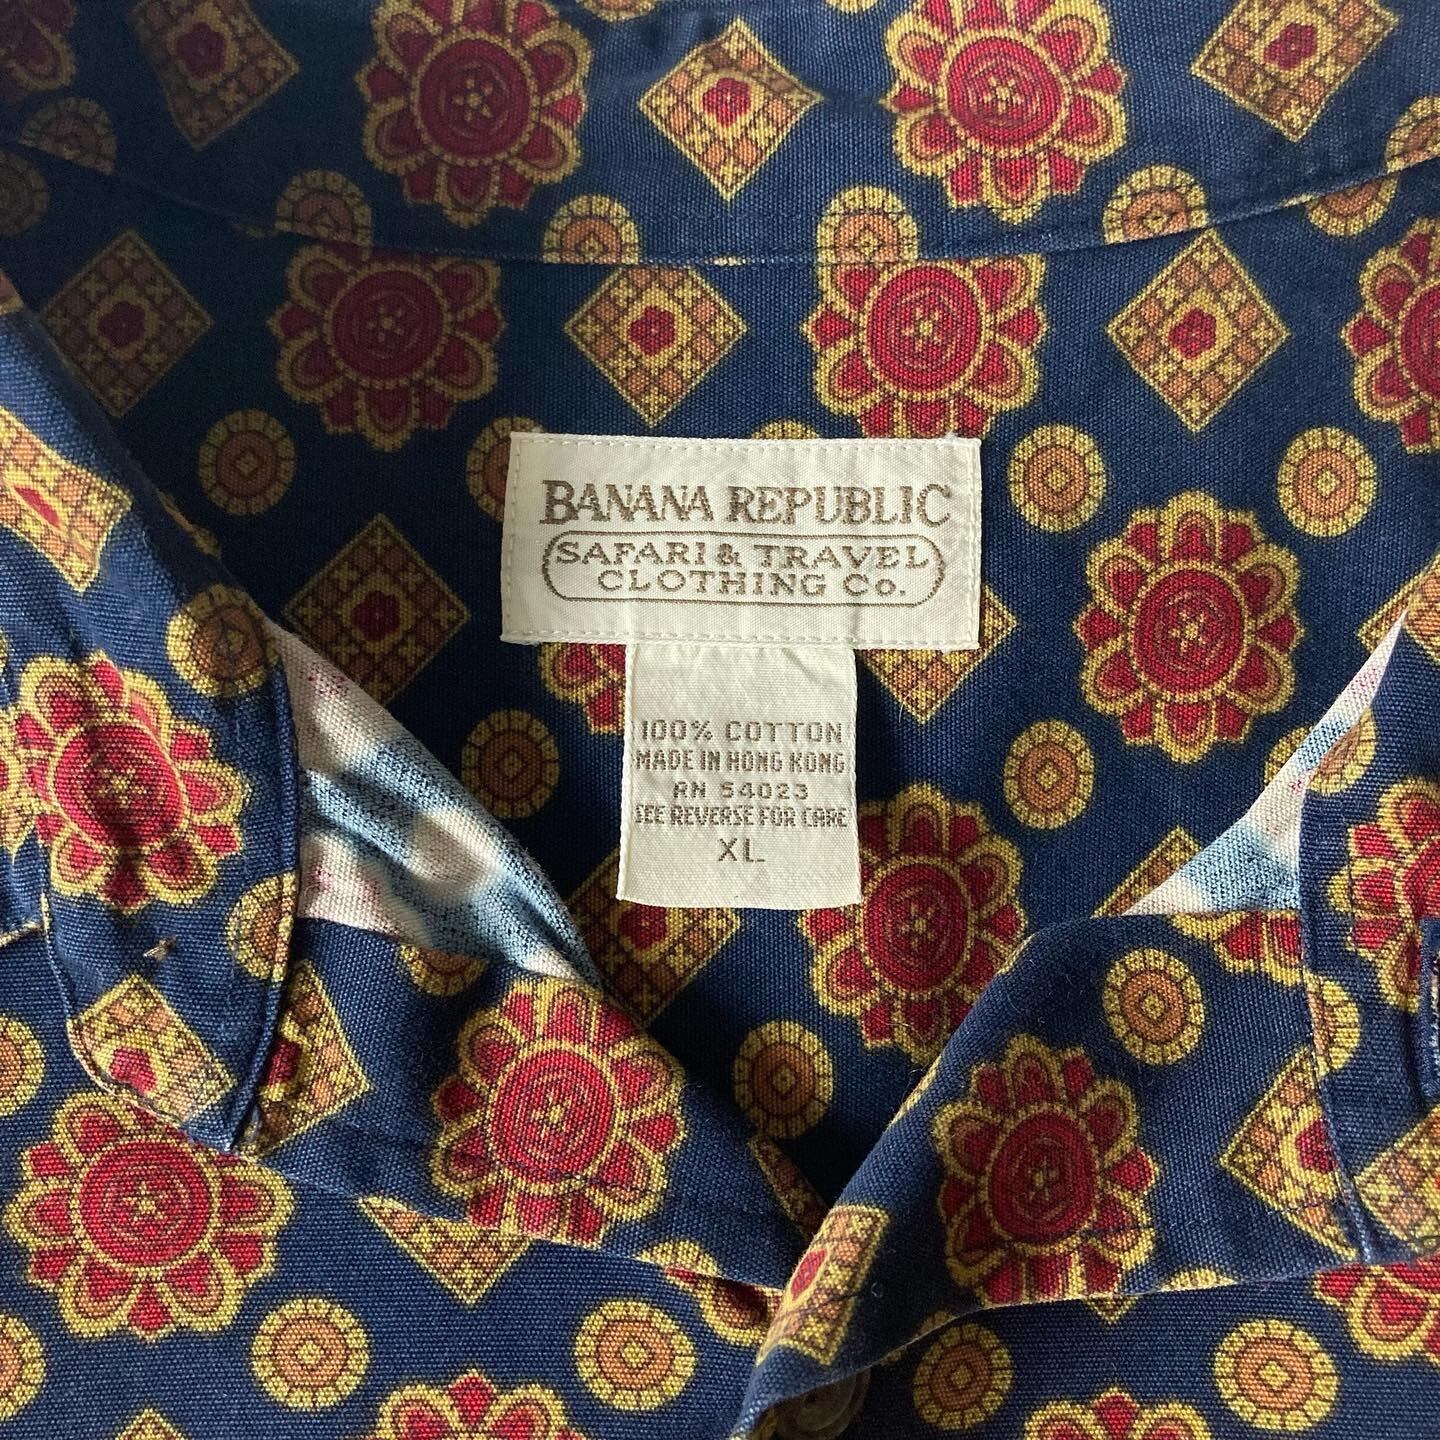 BANANA REPUBLIC
SAFARI & TRAVEL
CLOTHING Co.
100% COTTON
MADE IN HONG KONG
RN 54023
SEE REVERSE FOR CARE
XL